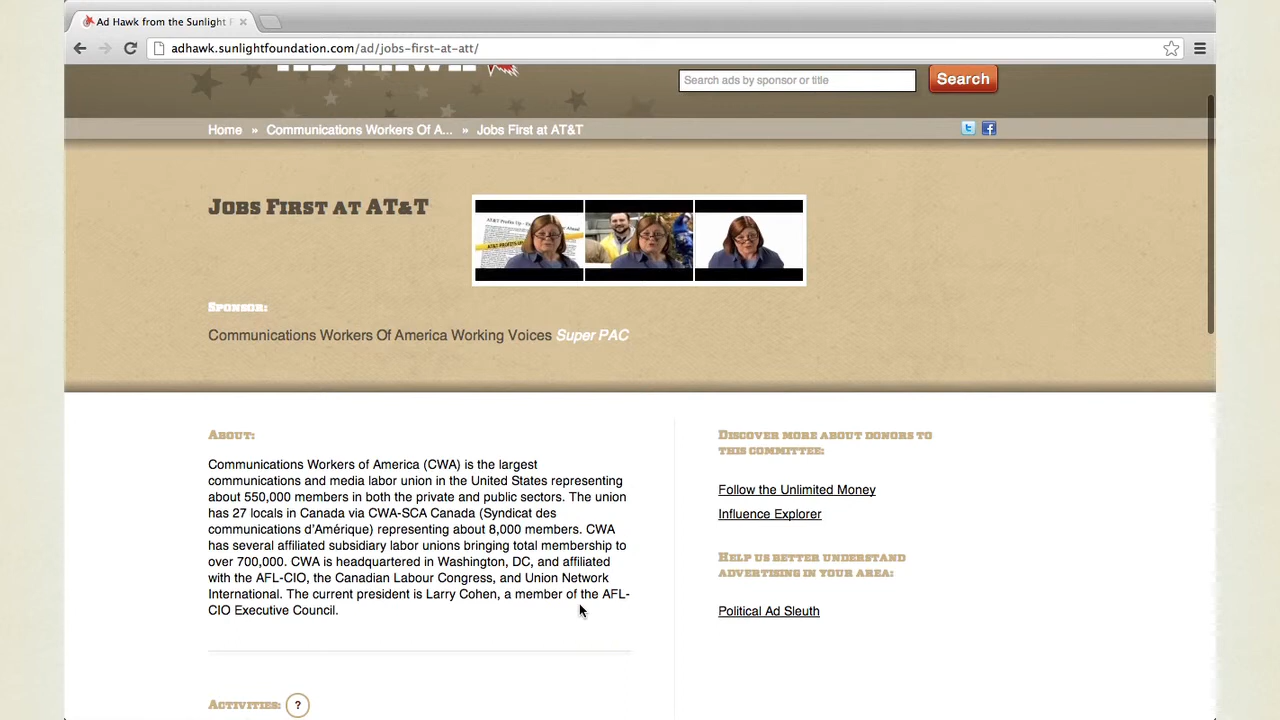 Ad Hawk from the Sunlight F
adhawk.sunlightfoundation.com/ad/jobs-first-at-att/
Search ads by sponsor or title
Search
Home » Communications Workers Of A... » Jobs First at AT&T
Jobs First at AT&T
Sponsor:
Communications Workers Of America Working Voices Super PAC
About:
Communications Workers of America (CWA) is the largest
communications and media labor union in the United States representing
about 550,000 members in both the private and public sectors. The union
has 27 locals in Canada via CWA-SCA Canada (Syndicat des
communications d'Amérique) representing about 8,000 members. CWA
has several affiliated subsidiary labor unions bringing total membership to
over 700,000. CWA is headquartered in Washington, DC, and affiliated
with the AFL-CIO, the Canadian Labour Congress, and Union Network
International. The current president is Larry Cohen, a member of the AFL-
CIO Executive Council.
Activities: ?
Discover more about donors to
this committee:
Follow the Unlimited Money
Influence Explorer
Help us better understand
advertising in your area:
Political Ad Sleuth